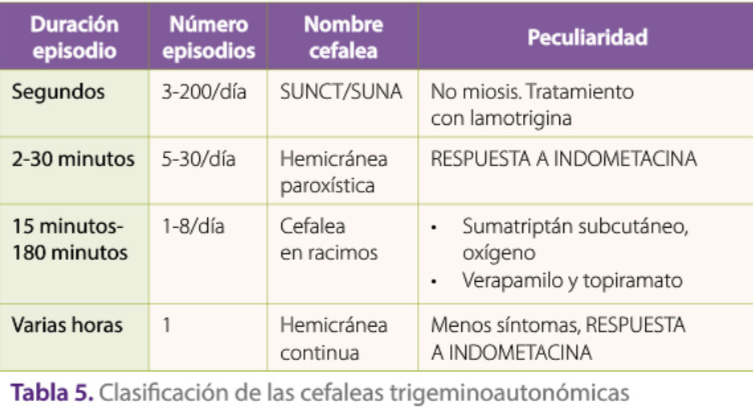 Duración episodio | Número episodios | Nombre cefalea | Peculiaridad
Segundos | 3-200/día | SUNCT/SUNA | No miosis. Tratamiento con lamotrigina
2-30 minutos | 5-30/día | Hemicránea paroxística | RESPUESTA A INDOMETACINA
15 minutos-180 minutos | 1-8/día | Cefalea en racimos | • Sumatriptán subcutáneo, oxígeno • Verapamilo y topiramato
Varias horas | 1 | Hemicránea continua | Menos síntomas, RESPUESTA A INDOMETACINA
Tabla 5. Clasificación de las cefaleas trigeminoautonómicas